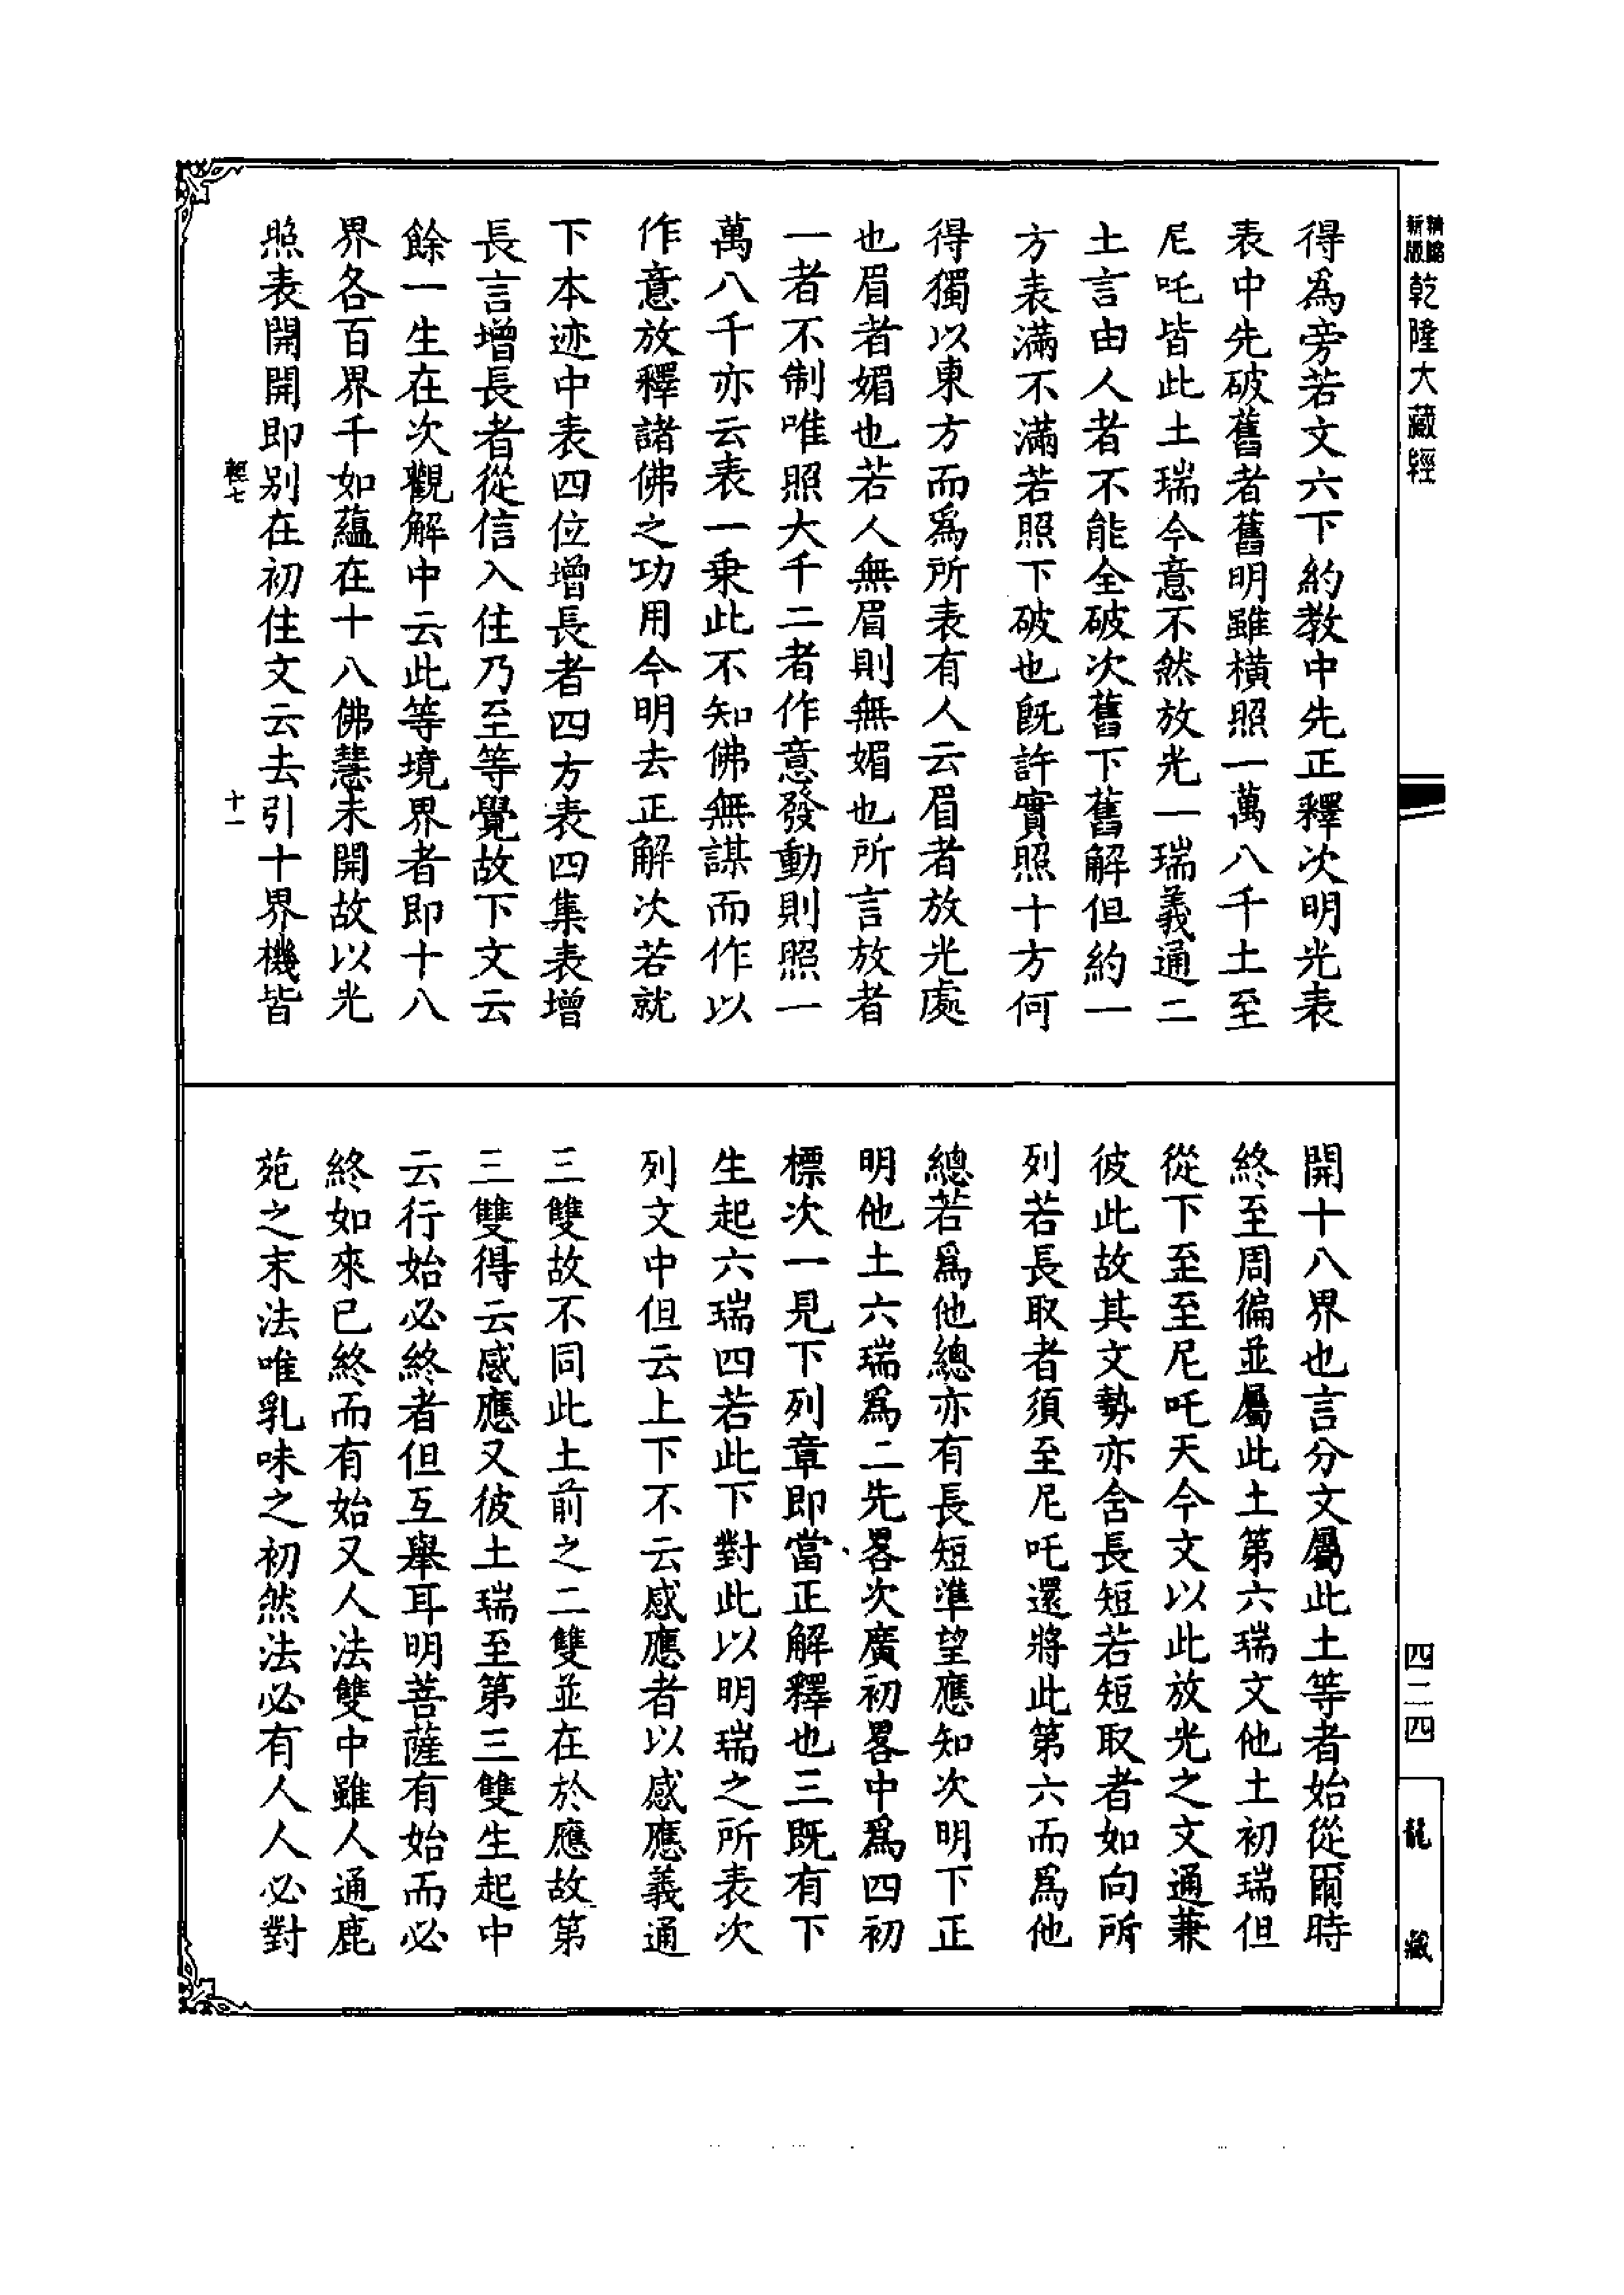 精縮新版乾隆大藏經
得爲旁若文六下約教中先正釋次明光表
表中先破舊者舊明雖橫照一萬八千土至
尼吒皆此土瑞今意不然放光一瑞義通二
土言由人者不能全破次舊下舊解但約一
方表滿不滿若照下破也旣許實照十方何
得獨以東方而爲所表有人云眉者放光處
也眉者媚也若人無眉則無媚也所言放者
一者不制唯照大千二者作意發動則照一
萬八千亦云表一乗此不知佛無謀而作以
作意放釋諸佛之功用今明去正解次若就
下本迹中表四位增長者四方表四集表增
長言增長者從信入住乃至等覺故下文云
餘一生在次觀解中云此等境界者即十八
界各百界千如蘊在十八佛慧未開故以光
照表開開即别在初住文云去引十界機皆
輕七 十一
開十八界也言分文屬此土等者始從爾時
終至周徧並屬此土第六瑞文他土初瑞但
從下至至尼吒天今文以此放光之文通兼
彼此故其文勢亦含長短若短取者如向所
列若長取者須至尼吒還將此第六而爲他
總若爲他總亦有長短準望應知次明下正
明他土六瑞爲二先畧次廣初畧中爲四初
標次一見下列章即當正解釋也三既有下
生起六瑞四若此下對此以明瑞之所表次
列文中但云上下不云感應者以感應義通
三雙故不同此土前之二雙並在於應故第
三雙得云感應又彼土瑞至第三雙生起中
云行始必終者但互舉耳明菩薩有始而必
終如來已終而有始又人法雙中雖人通鹿
苑之末法唯乳味之初然法必有人人必對
四二四
龍藏